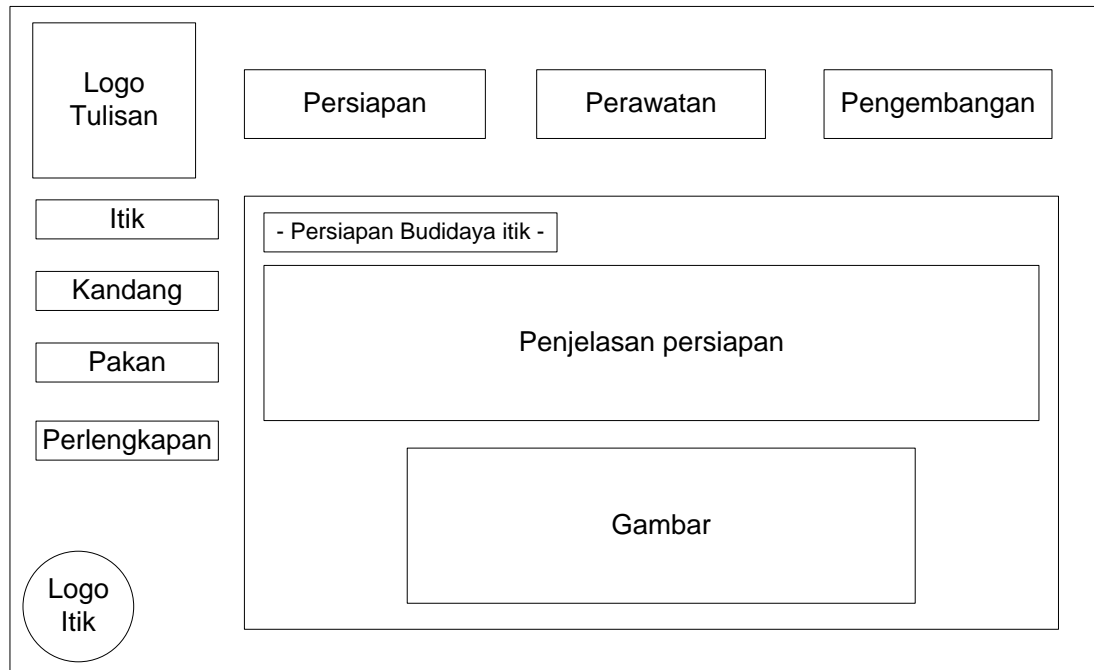 Logo
Tulisan
Persiapan
Perawatan
Pengembangan
Itik
Kandang
Pakan
Perlengkapan
- Persiapan Budidaya itik -
Penjelasan persiapan
Gambar
Logo
Itik